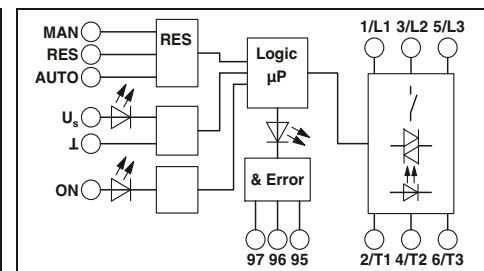 MAN
RES
AUTO
RES
Us
⊥
ON
Logic
µP
& Error
97 96 95
1/L1 3/L2 5/L3
2/T1 4/T2 6/T3